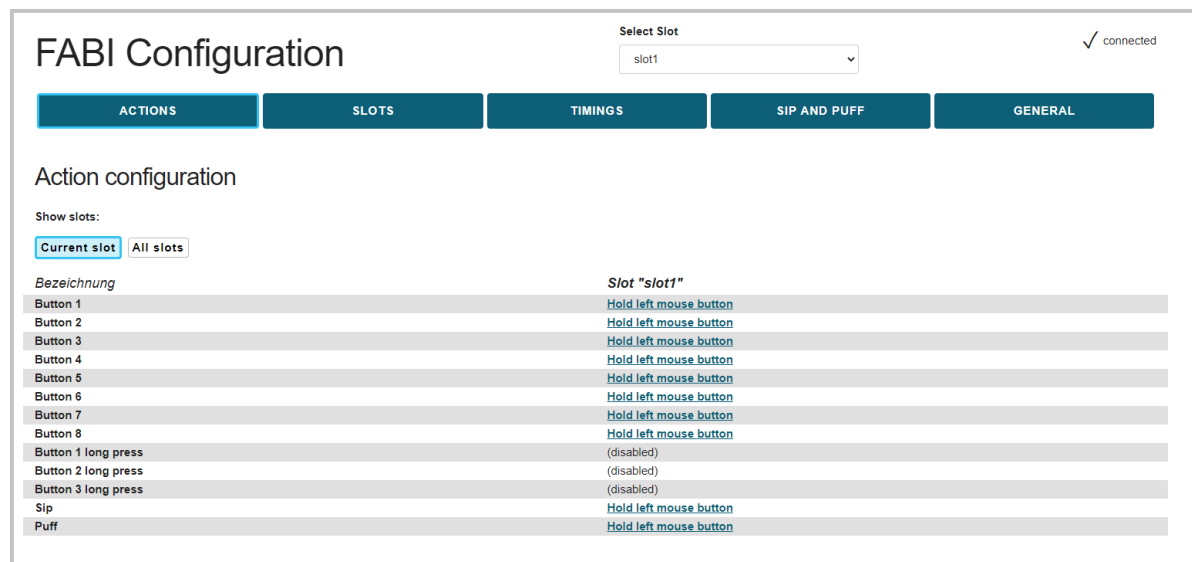 FABI Configuration
Select Slot
slot1
✓ connected
ACTIONS SLOTS TIMINGS SIP AND PUFF GENERAL
Action configuration
Show slots:
Current slot All slots
Bezeichnung Slot "slot1"
Button 1 Hold left mouse button
Button 2 Hold left mouse button
Button 3 Hold left mouse button
Button 4 Hold left mouse button
Button 5 Hold left mouse button
Button 6 Hold left mouse button
Button 7 Hold left mouse button
Button 8 Hold left mouse button
Button 1 long press (disabled)
Button 2 long press (disabled)
Button 3 long press (disabled)
Sip Hold left mouse button
Puff Hold left mouse button